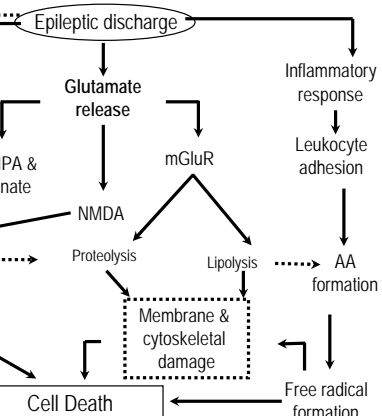 Epileptic discharge
Glutamate
release
Inflammatory
response
Leukocyte
adhesion
PA &
nate
mGluR
NMDA
Proteolysis
Lipolysis
AA
formation
Membrane &
cytoskeletal
damage
Cell Death
Free radical
formation